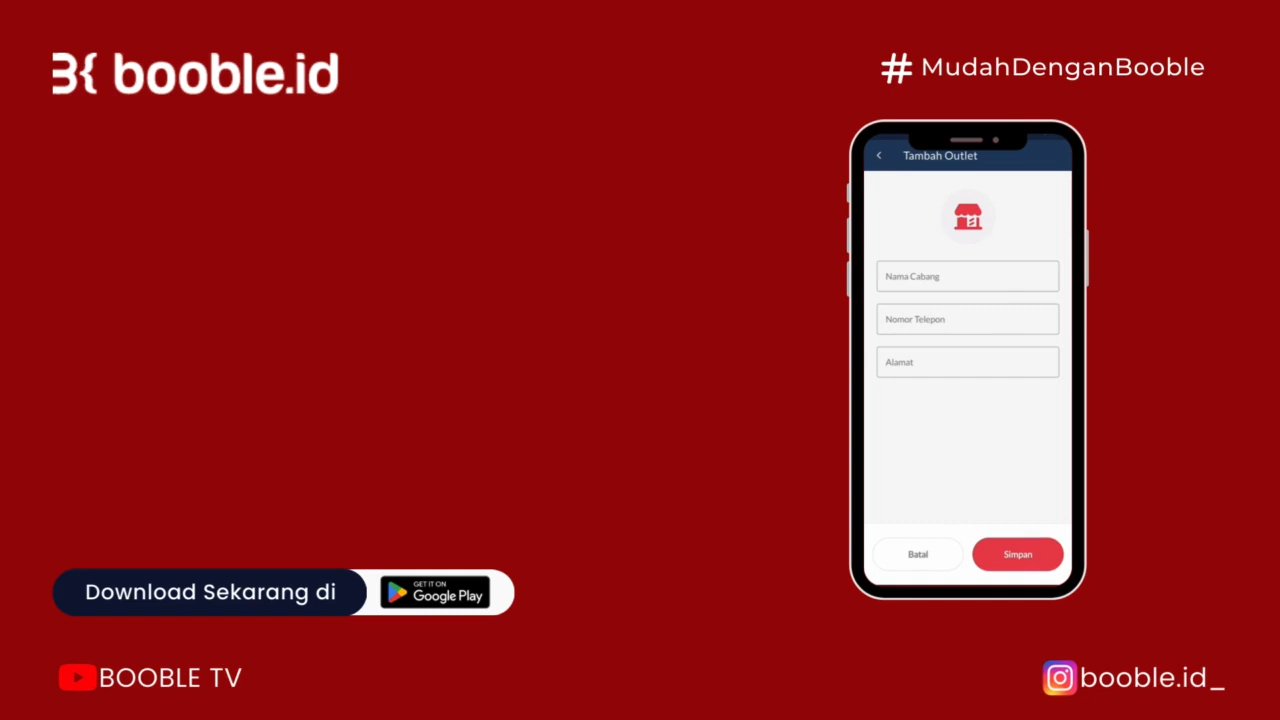 booble.id
#MudahDenganBooble
Tambah Outlet
Nama Cabang
Nomor Telepon
Alamat
Batal
Simpan
Download Sekarang di
GET IT ON
Google Play
BOOBLE TV
booble.id_